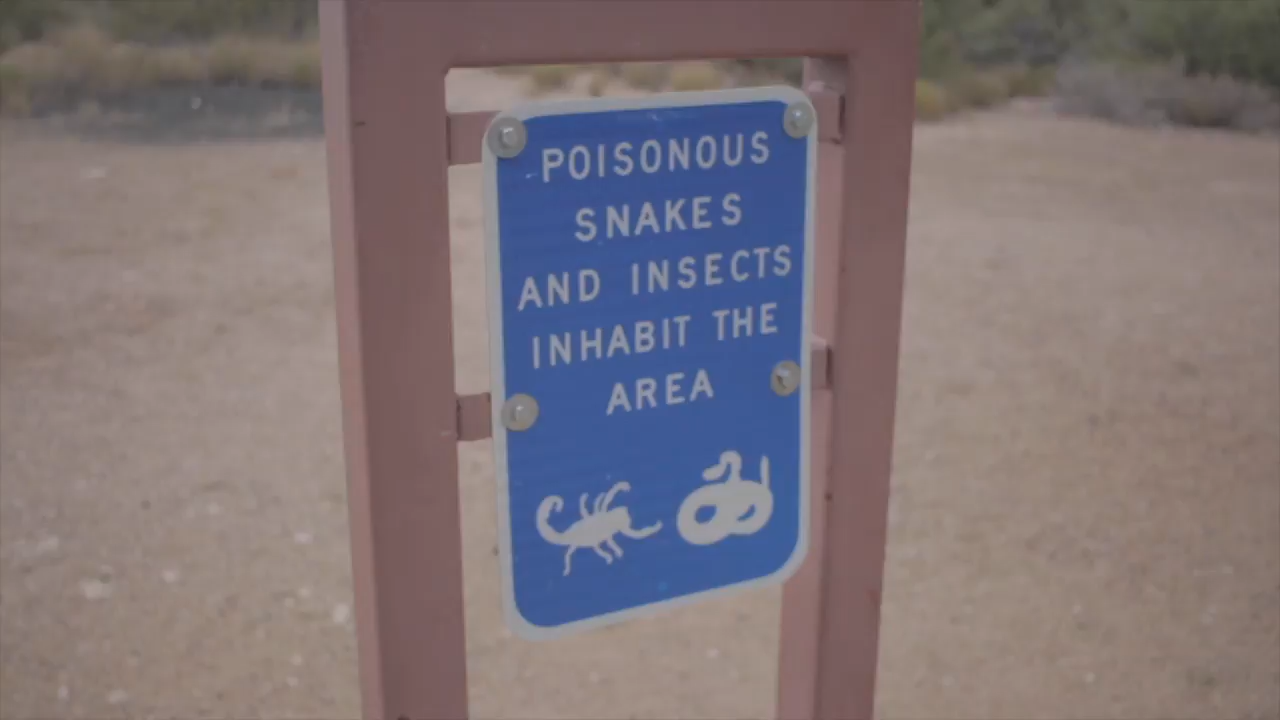 POISONOUS
SNAKES
AND INSECTS
INHABIT THE
AREA